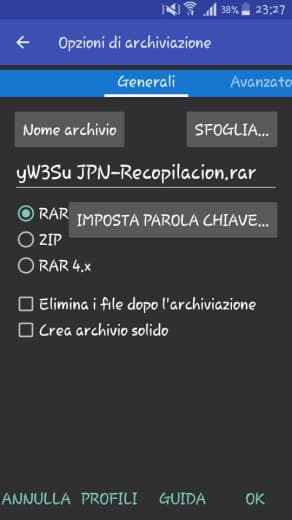 38% 23:27
Opzioni di archiviazione
Generali Avanzato
Nome archivio SFOGLIA...
yW3Su JPN-Recopilacion.rar
RAR IMPOSTA PAROLA CHIAVE...
ZIP
RAR 4.x
Elimina i file dopo l'archiviazione
Crea archivio solido
ANNULLA PROFILI GUIDA OK